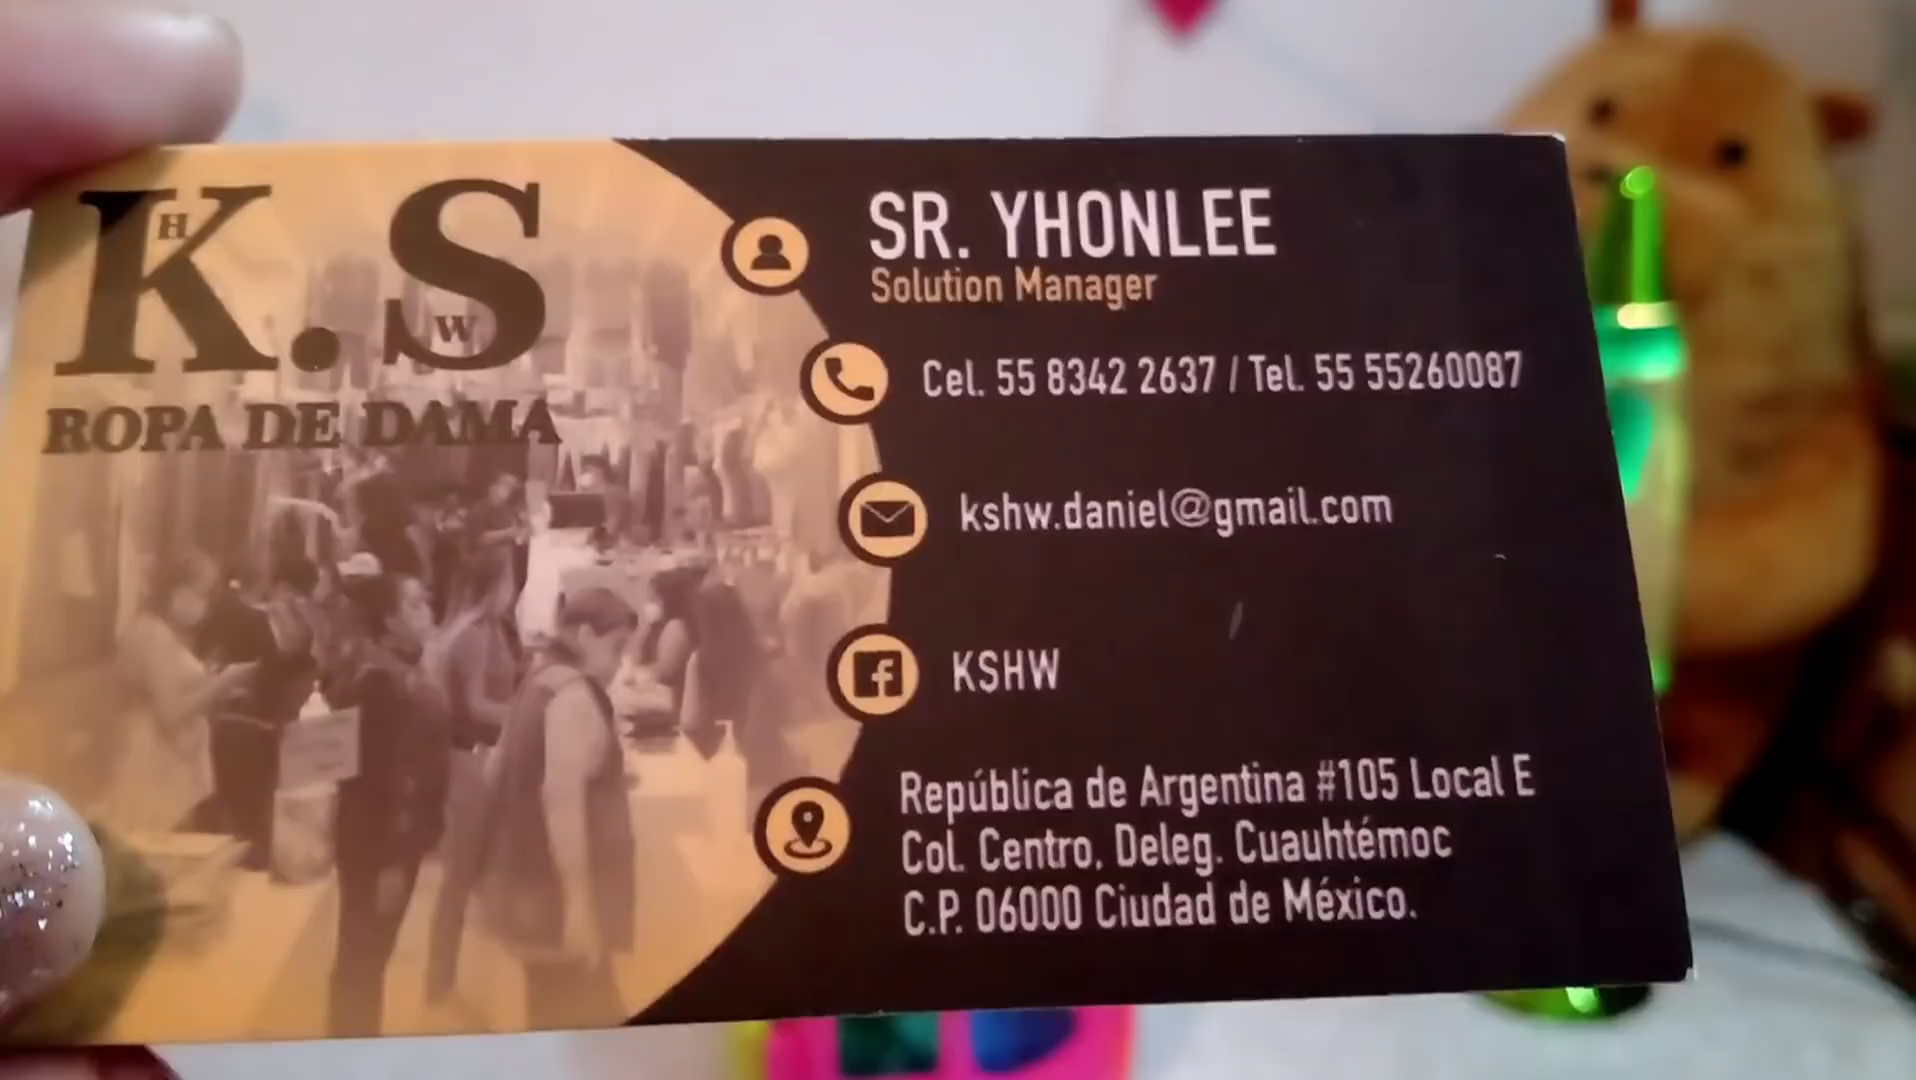 K.S
H
W
ROPA DE DAMA
SR. YHONLEE
Solution Manager
Cel. 55 8342 2637 / Tel. 55 55260087
kshw.daniel@gmail.com
KSHW
República de Argentina #105 Local E
Col. Centro, Deleg. Cuauhtémoc
C.P. 06000 Ciudad de México.